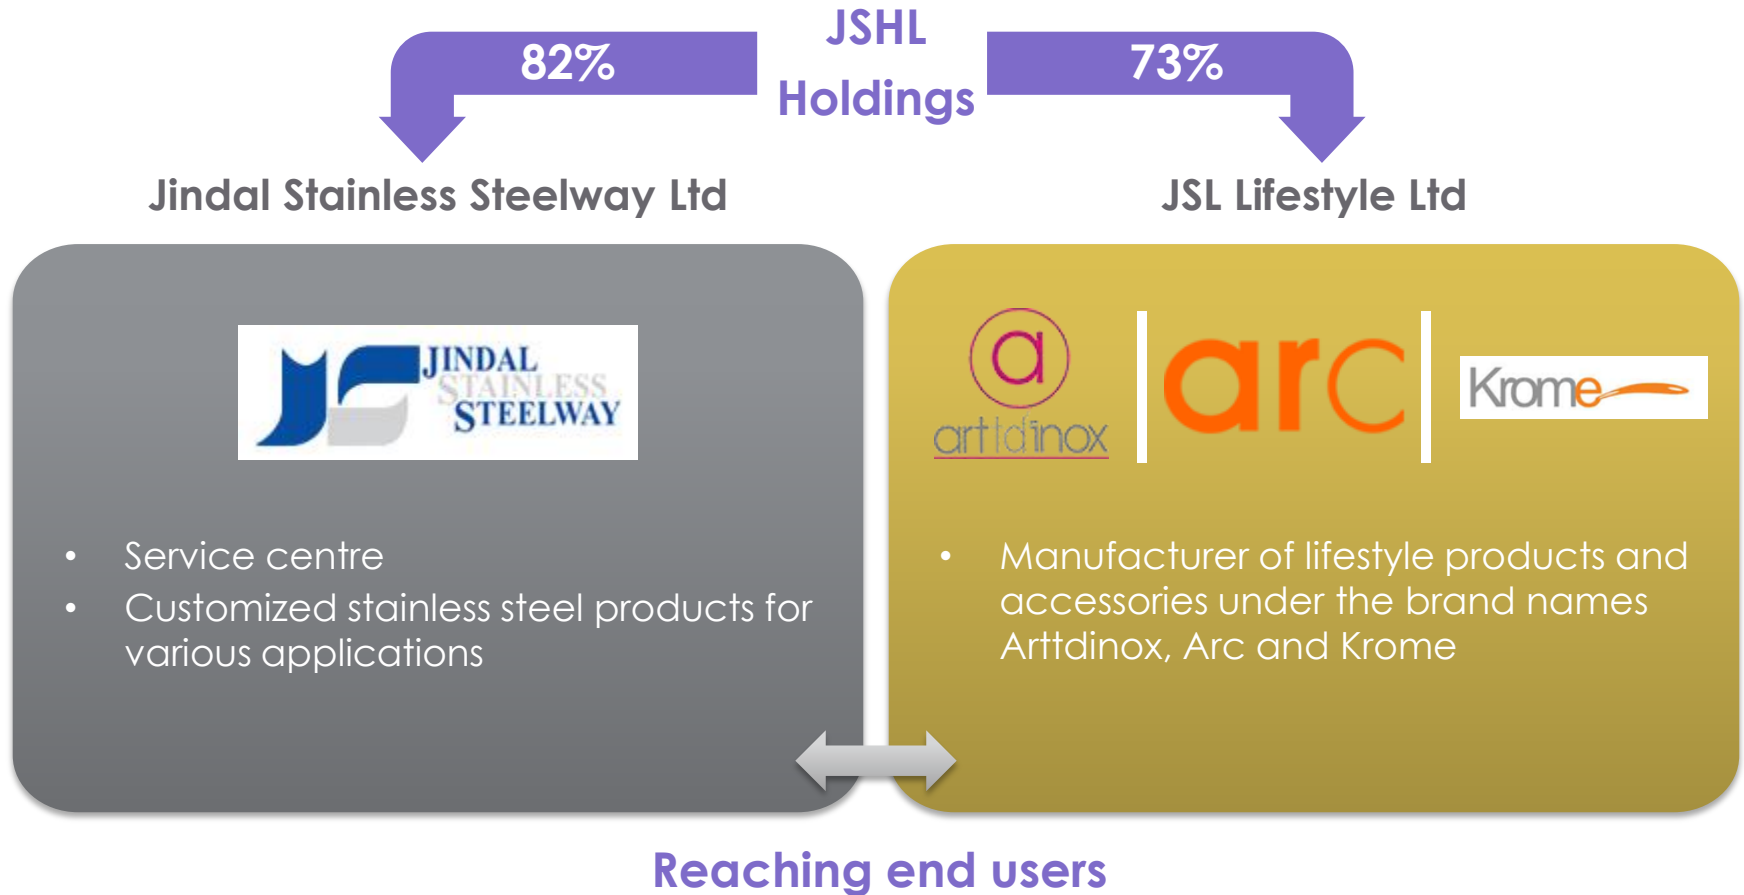 JSHL
Holdings
82%
73%
Jindal Stainless Steelway Ltd
JSL Lifestyle Ltd
JINDAL
STAINLESS
STEELWAY
• Service centre
• Customized stainless steel products for
various applications
a
arttdinox
arc
Krome
• Manufacturer of lifestyle products and
accessories under the brand names
Arttdinox, Arc and Krome
Reaching end users